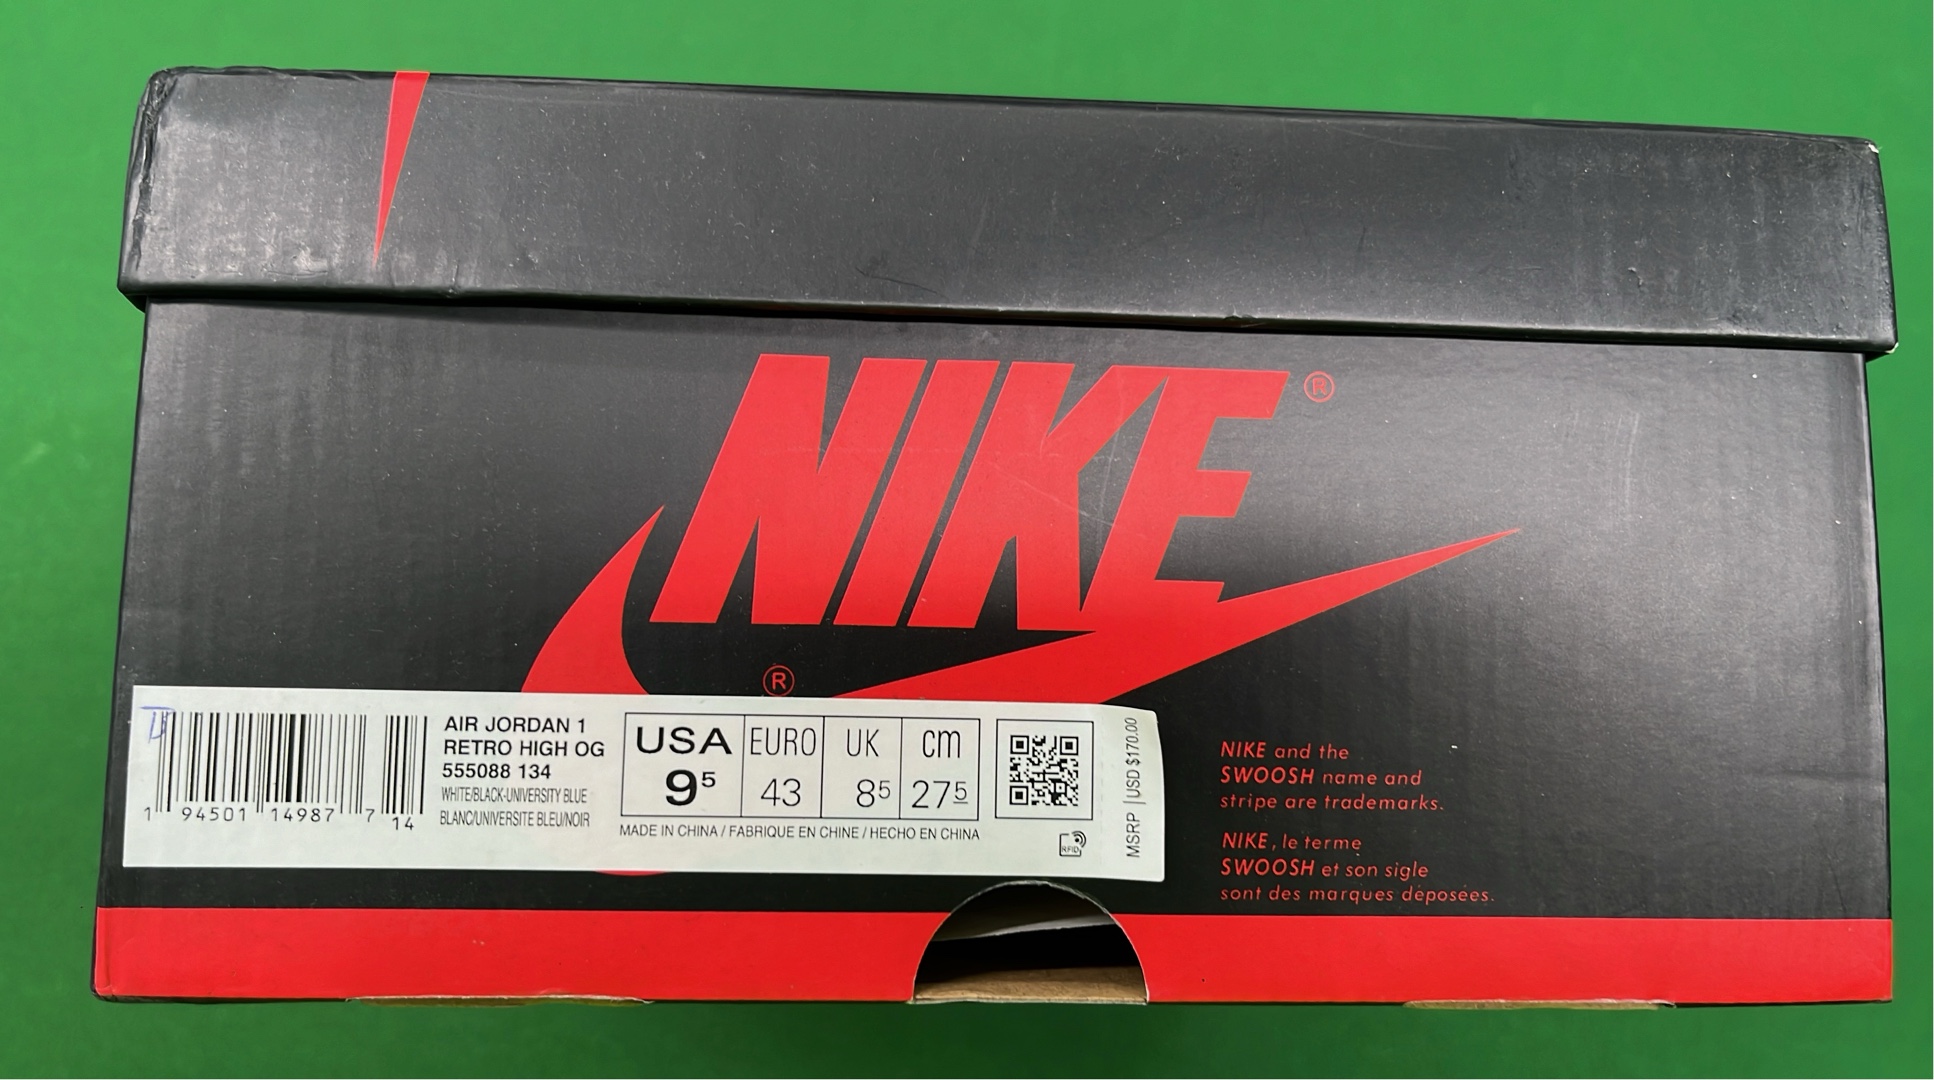 NIKE ®
®
AIR JORDAN 1
RETRO HIGH OG
555088 134
WHITE/BLACK-UNIVERSITY BLUE
BLANC/UNIVERSITE BLEU/NOIR
1 94501 14987 7 14
USA EURO UK cm
9⁵ 43 8⁵ 27⁵
MADE IN CHINA / FABRIQUE EN CHINE / HECHO EN CHINA
RFID
MSRP | USD $170.00
NIKE and the
SWOOSH name and
stripe are trademarks.
NIKE, le terme
SWOOSH et son sigle
sont des marques déposées.